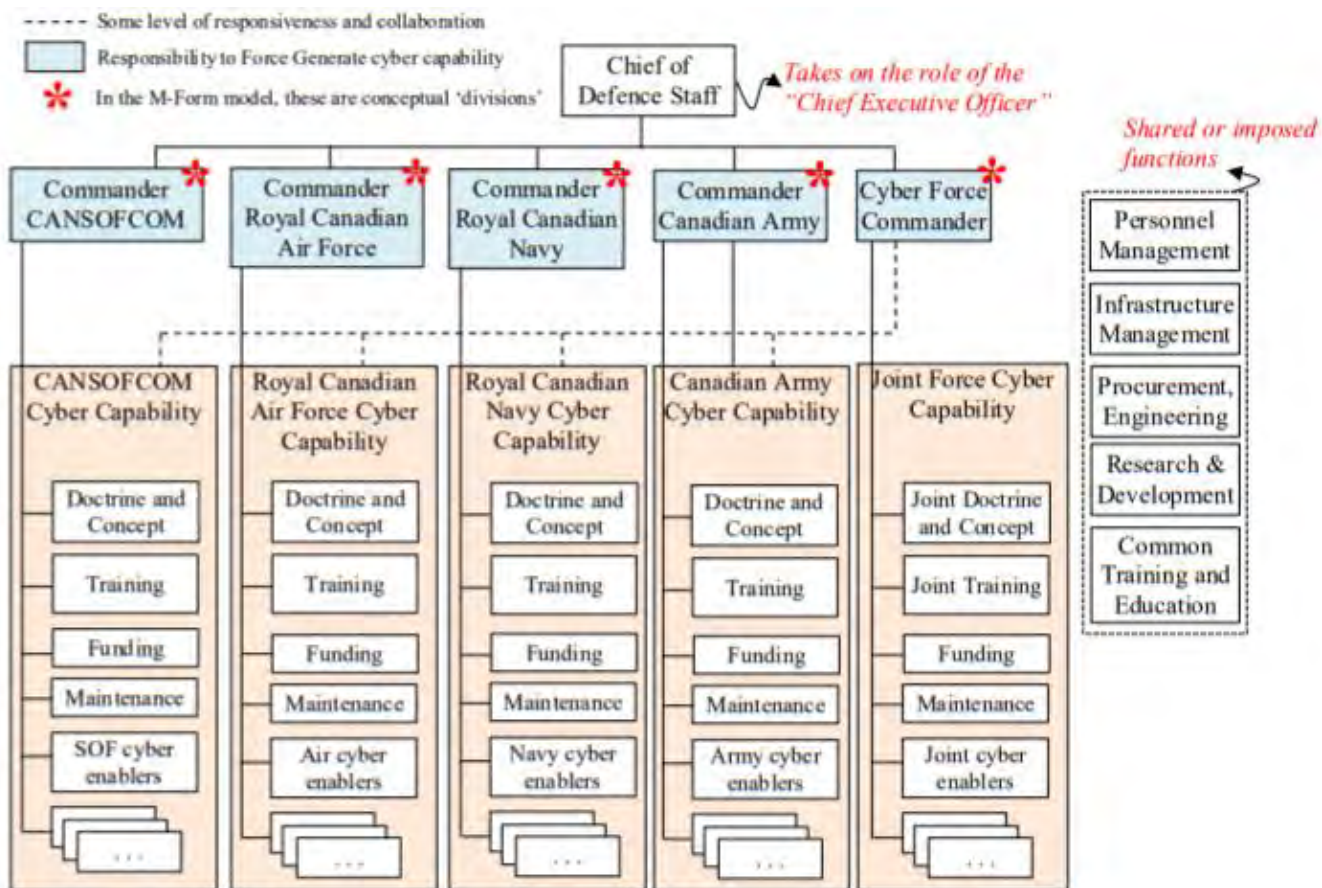 Some level of responsiveness and collaboration
Responsibility to Force Generate cyber capability
In the M-Form model, these are conceptual ‘divisions’
Chief of
Defence Staff
Takes on the role of the
“Chief Executive Officer”
Shared or imposed
functions
Commander
CANSOFCOM
Commander
Royal Canadian
Air Force
Commander
Royal Canadian
Navy
Commander
Canadian Army
Cyber Force
Commander
Personnel
Management
Infrastructure
Management
Procurement,
Engineering
Research &
Development
Common
Training and
Education
CANSOFCOM
Cyber Capability
Doctrine and
Concept
Training
Funding
Maintenance
SOF cyber
enablers
...
Royal Canadian
Air Force Cyber
Capability
Doctrine and
Concept
Training
Funding
Maintenance
Air cyber
enablers
...
Royal Canadian
Navy Cyber
Capability
Doctrine and
Concept
Training
Funding
Maintenance
Navy cyber
enablers
...
Canadian Army
Cyber Capability
Doctrine and
Concept
Training
Funding
Maintenance
Army cyber
enablers
...
Joint Force Cyber
Capability
Joint Doctrine
and Concept
Joint Training
Funding
Maintenance
Joint cyber
enablers
...